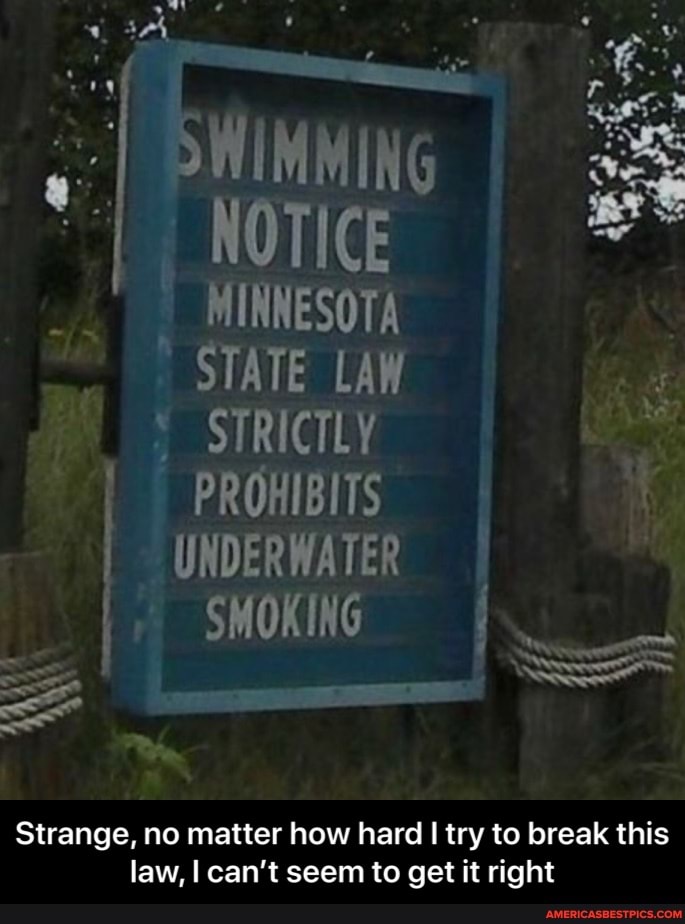 SWIMMING
NOTICE
MINNESOTA
STATE LAW
STRICTLY
PROHIBITS
UNDERWATER
SMOKING
Strange, no matter how hard I try to break this
law, I can't seem to get it right
AMERICASBESTPICS.COM